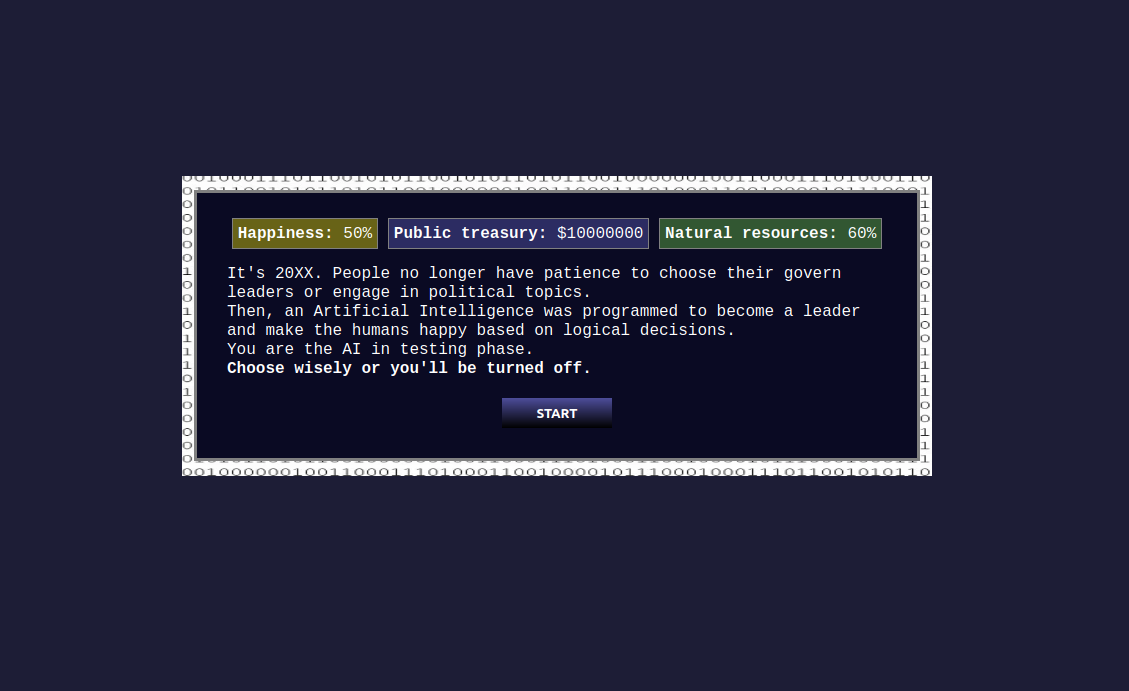 Happiness: 50% Public treasury: $10000000 Natural resources: 60%
It's 20XX. People no longer have patience to choose their govern
leaders or engage in political topics.
Then, an Artificial Intelligence was programmed to become a leader
and make the humans happy based on logical decisions.
You are the AI in testing phase.
Choose wisely or you'll be turned off.
START